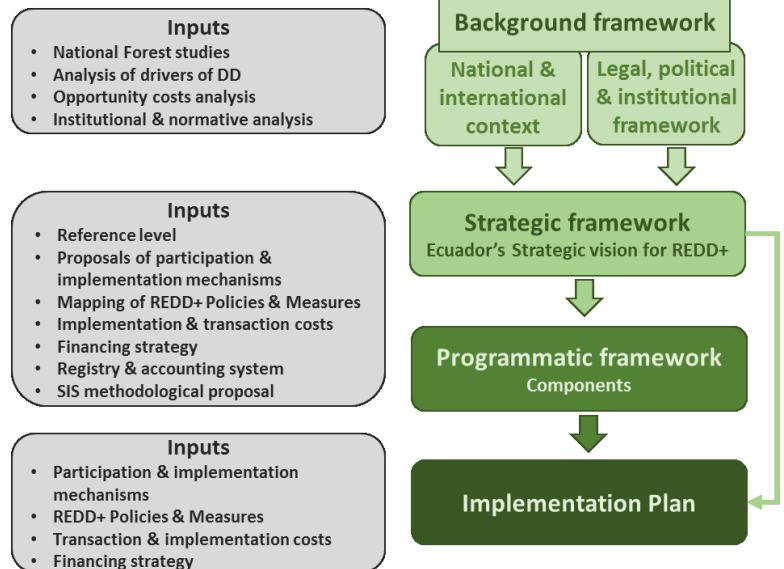 Inputs
• National Forest studies
• Analysis of drivers of DD
• Opportunity costs analysis
• Institutional & normative analysis
Background framework
National &
international
context
Legal, political
& institutional
framework
Inputs
• Reference level
• Proposals of participation &
implementation mechanisms
• Mapping of REDD+ Policies & Measures
• Implementation & transaction costs
• Financing strategy
• Registry & accounting system
• SIS methodological proposal
Strategic framework
Ecuador’s Strategic vision for REDD+
Programmatic framework
Components
Inputs
• Participation & implementation
mechanisms
• REDD+ Policies & Measures
• Transaction & implementation costs
• Financing strategy
Implementation Plan